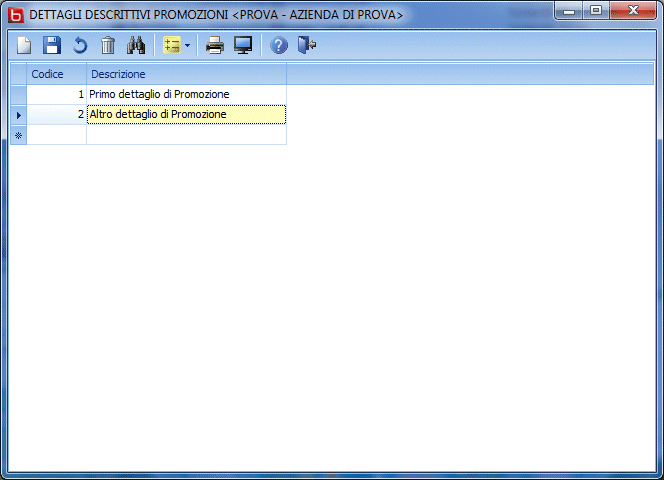 DETTAGLI DESCRITTIVI PROMOZIONI <PROVA - AZIENDA DI PROVA>
Codice Descrizione
1 Primo dettaglio di Promozione
2 Altro dettaglio di Promozione